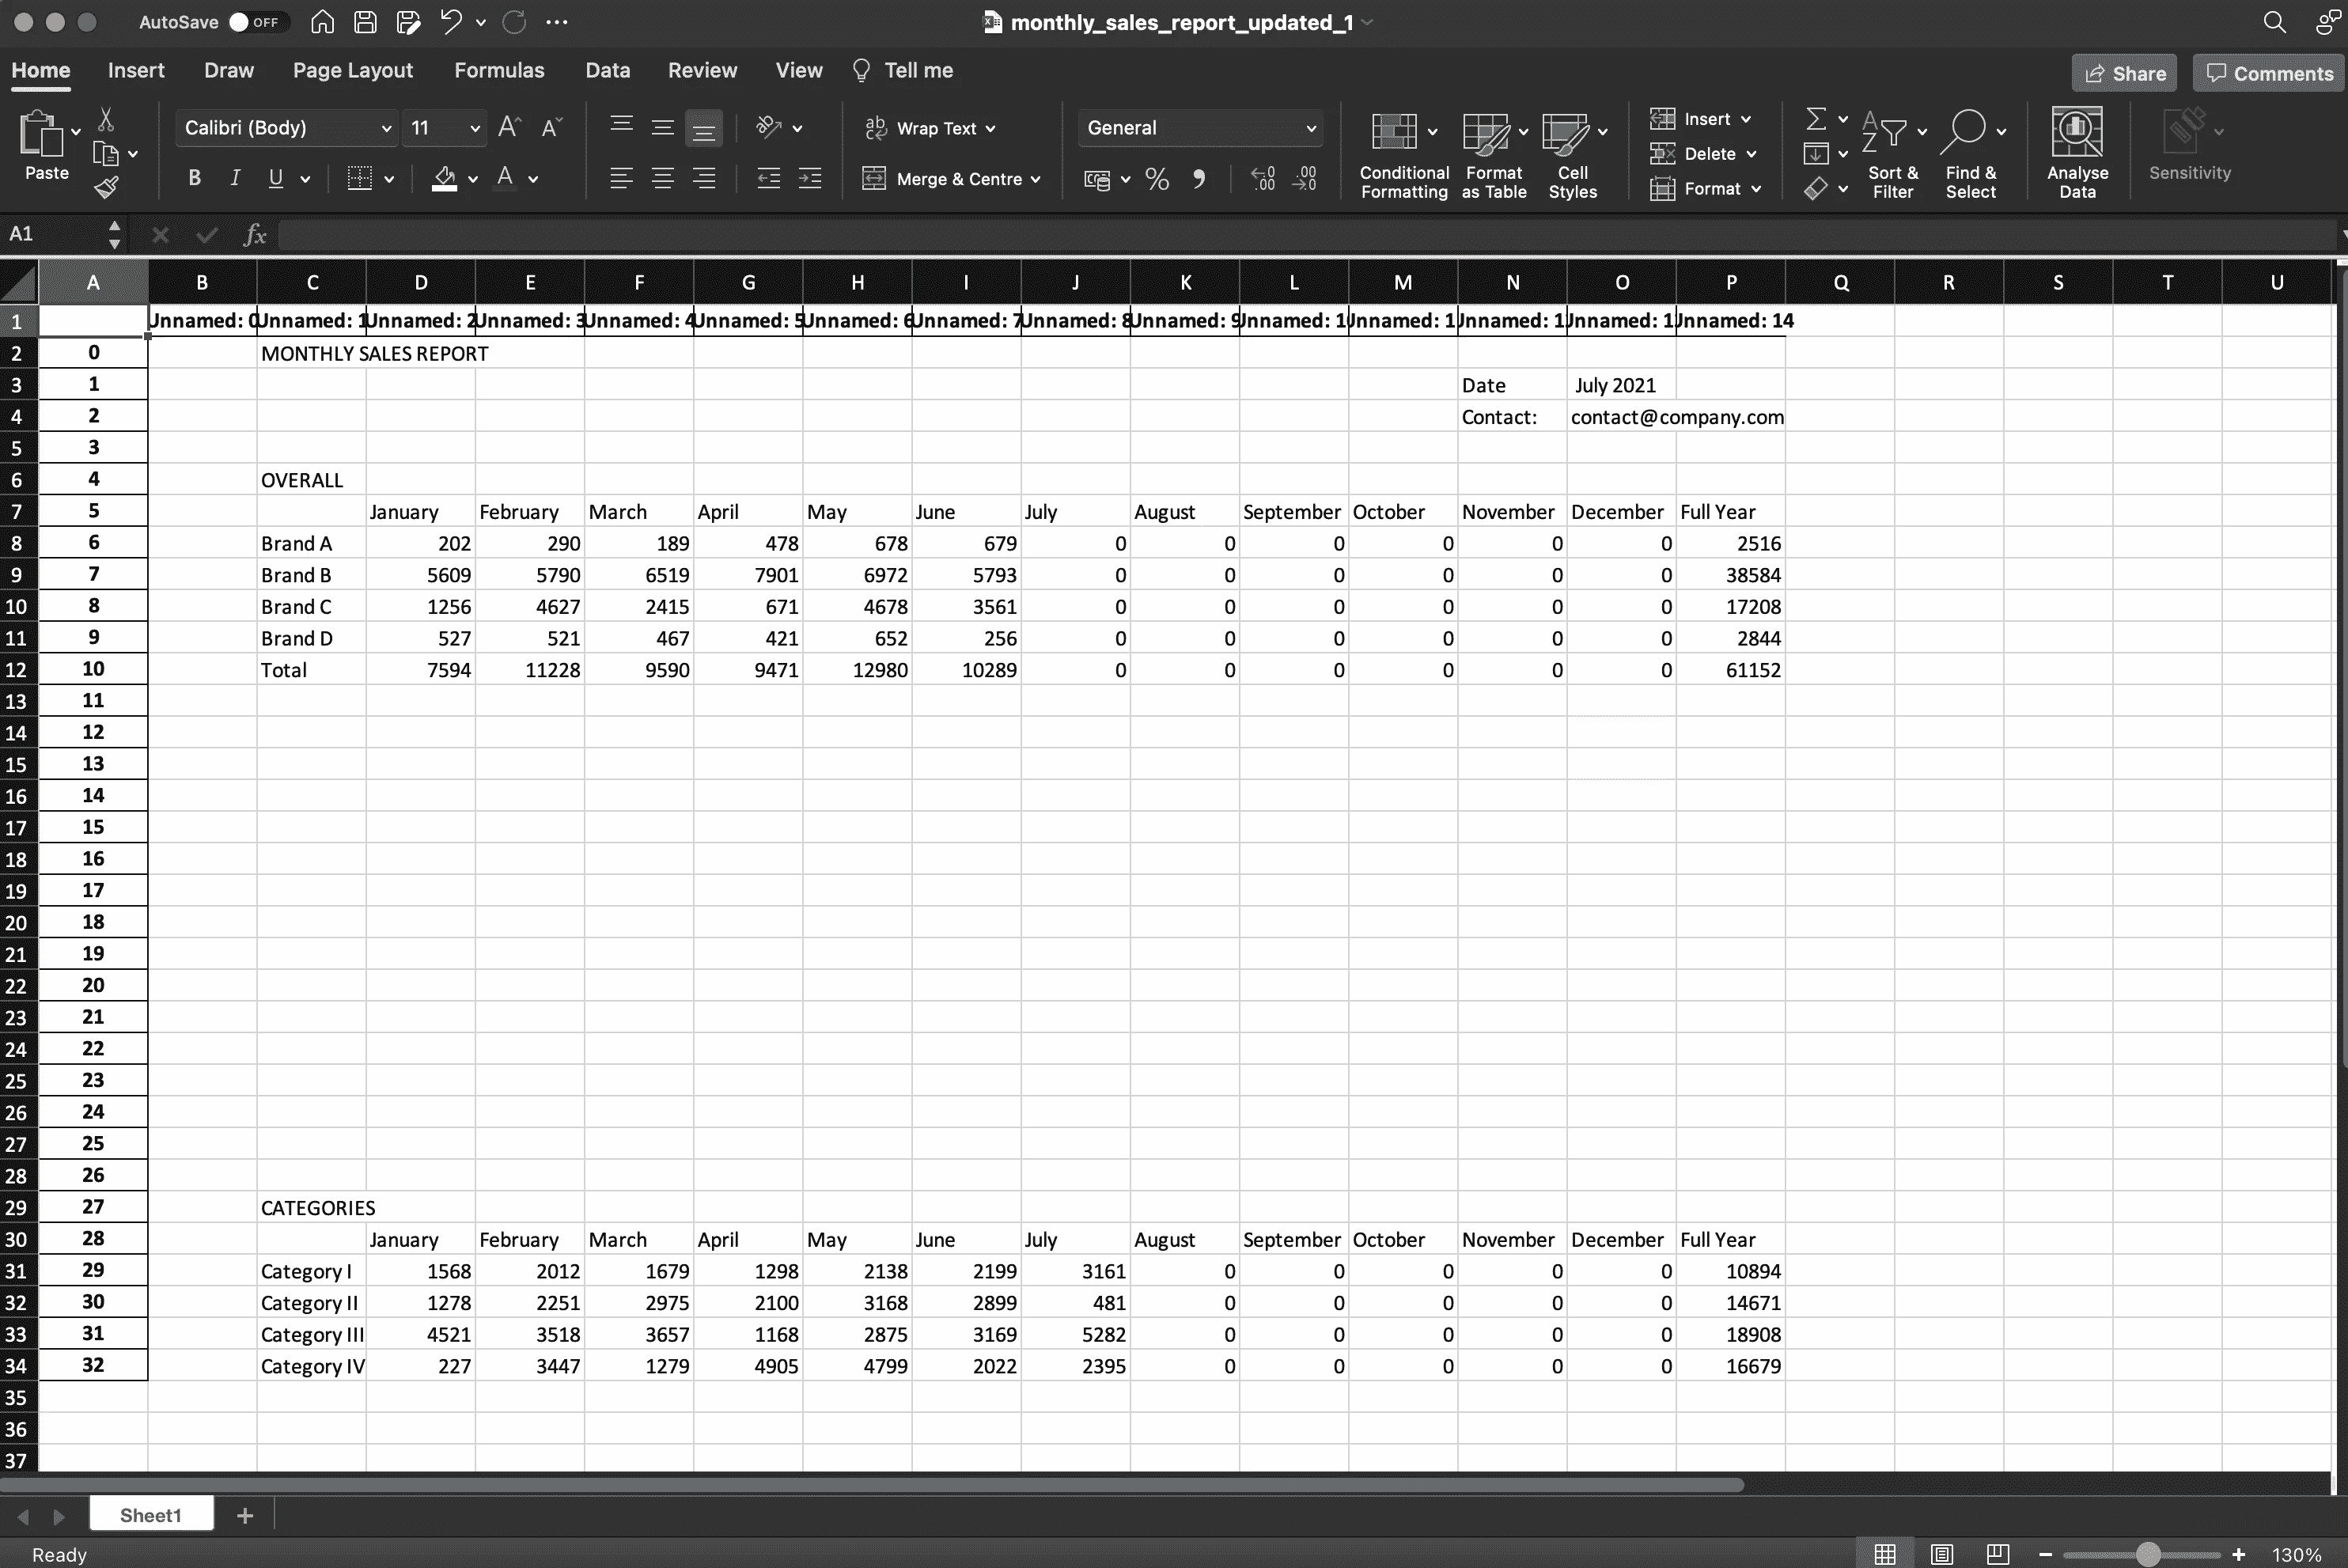 AutoSave OFF monthly_sales_report_updated_1
Home Insert Draw Page Layout Formulas Data Review View Tell me Share Comments
Paste Calibri (Body) 11 A A ab Wrap Text General Conditional Formatting Format as Table Cell Styles Insert Delete Format Sort & Filter Find & Select Analyse Data Sensitivity
B I U A Merge & Centre % 9
A1 fx
A B C D E F G H I J K L M N O P Q R S T U
1 Unnamed: 0 Unnamed: 1 Unnamed: 2 Unnamed: 3 Unnamed: 4 Unnamed: 5 Unnamed: 6 Unnamed: 7 Unnamed: 8 Unnamed: 9 Unnamed: 1 Unnamed: 1 Unnamed: 1 Unnamed: 1 Unnamed: 14
2 0 MONTHLY SALES REPORT
3 1 Date July 2021
4 2 Contact: contact@company.com
5 3
6 4 OVERALL
7 5 January February March April May June July August September October November December Full Year
8 6 Brand A 202 290 189 478 678 679 0 0 0 0 0 0 2516
9 7 Brand B 5609 5790 6519 7901 6972 5793 0 0 0 0 0 0 38584
10 8 Brand C 1256 4627 2415 671 4678 3561 0 0 0 0 0 0 17208
11 9 Brand D 527 521 467 421 652 256 0 0 0 0 0 0 2844
12 10 Total 7594 11228 9590 9471 12980 10289 0 0 0 0 0 0 61152
13 11
14 12
15 13
16 14
17 15
18 16
19 17
20 18
21 19
22 20
23 21
24 22
25 23
26 24
27 25
28 26
29 27 CATEGORIES
30 28 January February March April May June July August September October November December Full Year
31 29 Category I 1568 2012 1679 1298 2138 2199 3161 0 0 0 0 0 10894
32 30 Category II 1278 2251 2975 2100 3168 2899 481 0 0 0 0 0 14671
33 31 Category III 4521 3518 3657 1168 2875 3169 5282 0 0 0 0 0 18908
34 32 Category IV 227 3447 1279 4905 4799 2022 2395 0 0 0 0 0 16679
35
36
37
Sheet1 +
Ready 130%